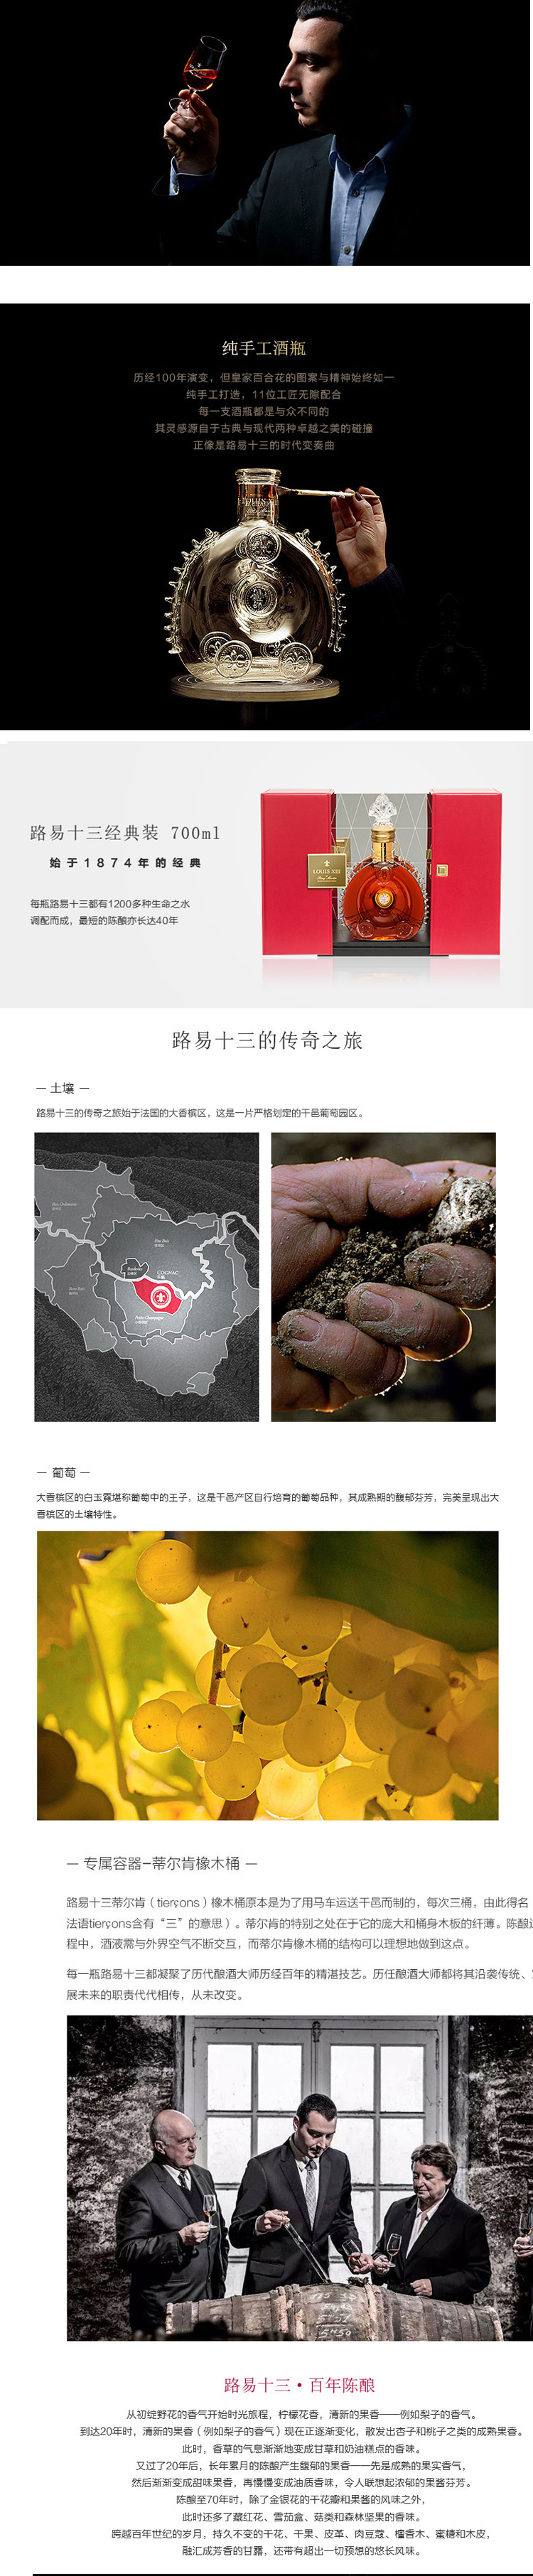 纯手工酒瓶
历经100年演变，但皇家百合花的图案与精神始终如一
纯手工打造，11位工匠无隙配合
每一支酒瓶都是与众不同的
其灵感源自于古典与现代两种卓越之美的碰撞
正像是路易十三的时代变奏曲
路易十三经典装 700ml
始于1874年的经典
每瓶路易十三都有1200多种生命之水
调配而成，最短的陈酿亦长达40年
LOUIS XIII
路易十三的传奇之旅
— 土壤 —
路易十三的传奇之旅始于法国的大香槟区，这是一片严格划定的干邑葡萄园区。
Fins Bois
Borderies
COGNAC
干邑
Petite Champagne
— 葡萄 —
大香槟区的白玉霓堪称葡萄中的王子，这是干邑产区自行培育的葡萄品种，其成熟期的馥郁芬芳，完美呈现出大
香槟区的土壤特性。
— 专属容器-蒂尔肯橡木桶 —
路易十三蒂尔肯（tierçons）橡木桶原本是为了用马车运送干邑而制的，每次三桶，由此得名
法语tierçons含有“三”的意思）。蒂尔肯的特别之处在于它的庞大和桶身木板的纤薄。陈酿
程中，酒液需与外界空气不断交互，而蒂尔肯橡木桶的结构可以理想地做到这点。
每一瓶路易十三都凝聚了历代酿酒大师历经百年的精湛技艺。历任酿酒大师都将其沿袭传统、
展未来的职责代代相传，从未改变。
路易十三•百年陈酿
从初绽野花的香气开始时光旅程，柠檬花香，清新的果香——例如梨子的香气。
到达20年时，清新的果香（例如梨子的香气）现在正逐渐变化，散发出杏子和桃子之类的成熟果香。
此时，香草的气息渐渐地变成甘草和奶油糕点的香味。
又过了20年后，长年累月的陈酿产生馥郁的果香——先是成熟的果实香气，
然后渐渐变成甜味果香，再慢慢变成油质香味，令人联想起浓郁的果酱芬芳。
陈酿至70年时，除了金银花的干花瓣和果酱的风味之外，
此时还多了藏红花、雪茄盒、菇类和森林坚果的香味。
跨越百年世纪的岁月，持久不变的干花、干果、皮革、肉豆蔻、檀香木、蜜糖和木皮，
融汇成芳香的甘露，还带有超出一切预想的悠长风味。